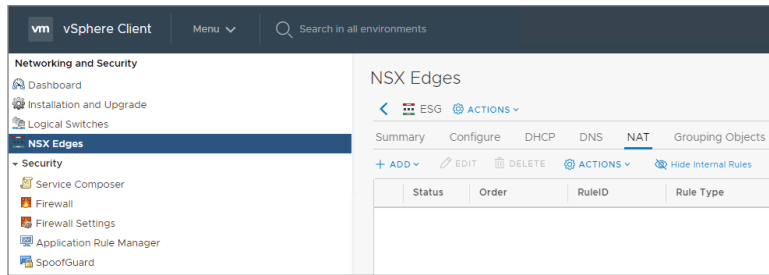 vm vSphere Client Menu Search in all environments
Networking and Security
Dashboard
Installation and Upgrade
Logical Switches
NSX Edges
Security
Service Composer
Firewall
Firewall Settings
Application Rule Manager
SpoofGuard
NSX Edges
ESG ACTIONS
Summary Configure DHCP DNS NAT Grouping Objects
+ ADD EDIT DELETE ACTIONS Hide Internal Rules
Status Order RuleID Rule Type